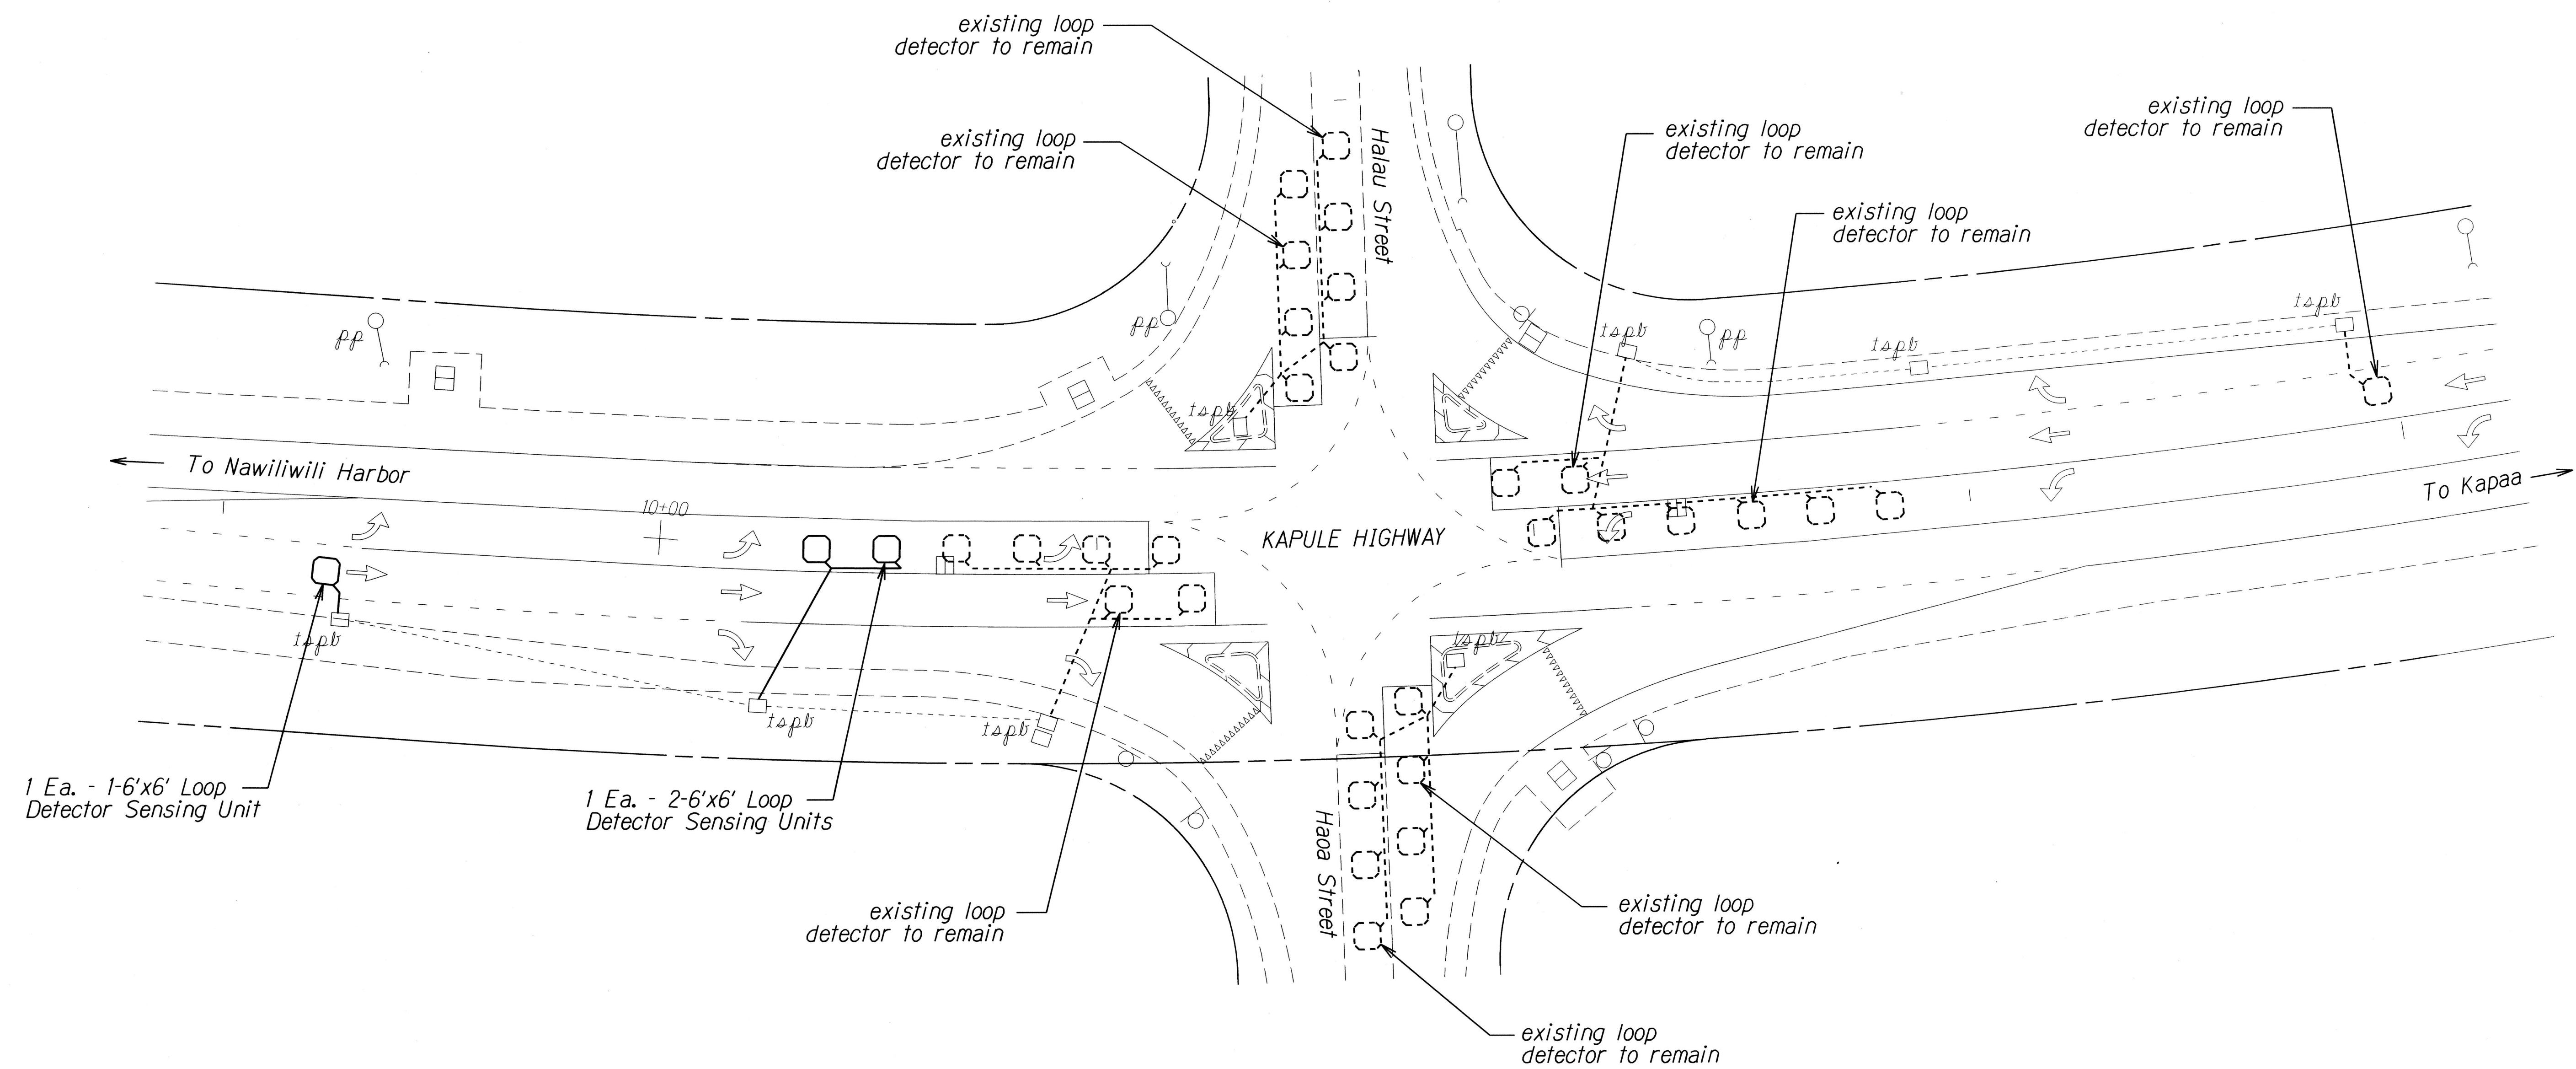 existing loop
detector to remain
existing loop
detector to remain
existing loop
detector to remain
existing loop
detector to remain
existing loop
detector to remain
Halau Street
pp
pp
tspb
pp
tspb
tspb
tspb
To Nawiliwili Harbor
To Kapaa
10+00
KAPULE HIGHWAY
tspb
tspb
tspb
tspb
1 Ea. - 1-6'x6' Loop
Detector Sensing Unit
1 Ea. - 2-6'x6' Loop
Detector Sensing Units
Haoa Street
existing loop
detector to remain
existing loop
detector to remain
existing loop
detector to remain